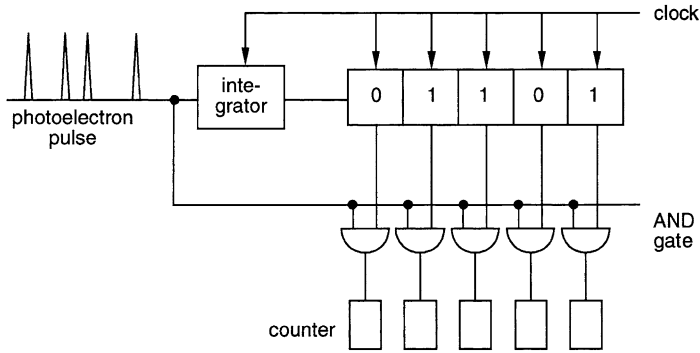 clock
inte-
grator
0 1 1 0 1
photoelectron
pulse
AND
gate
counter